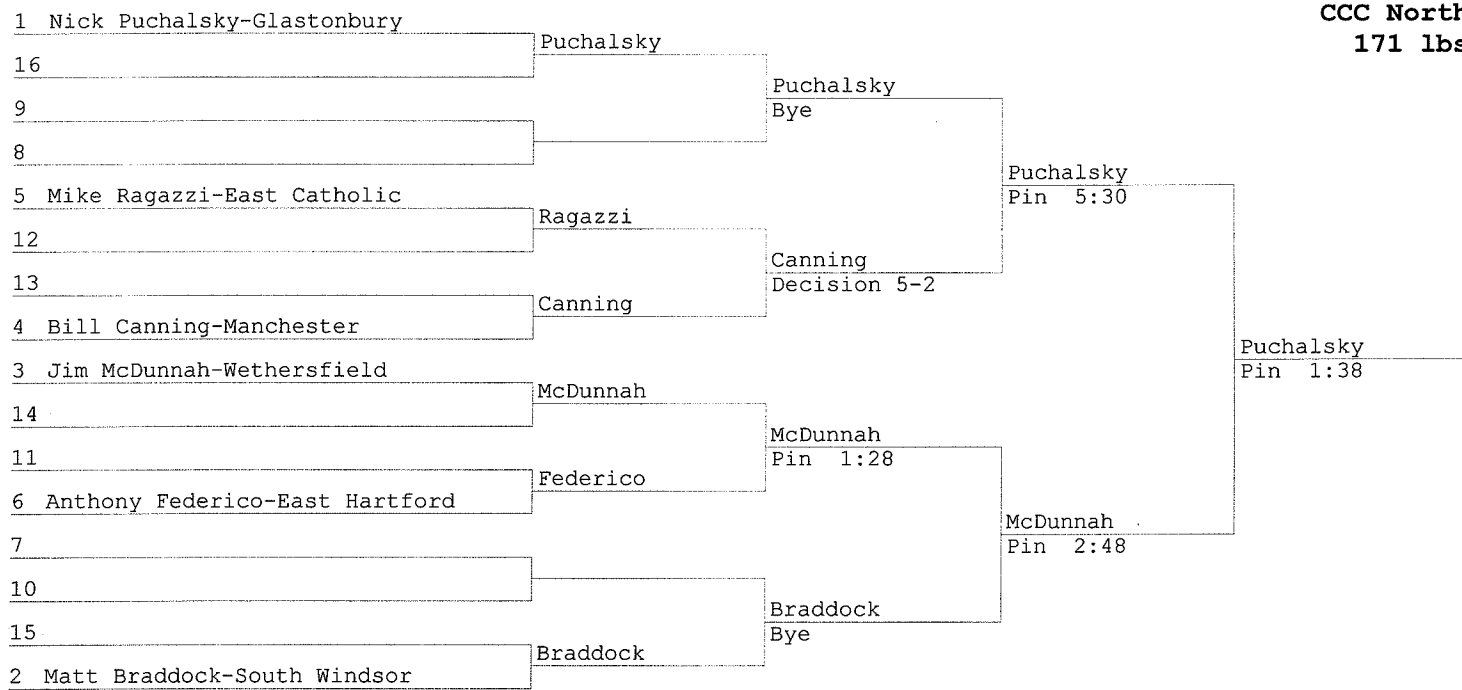 CCC North
171 lbs
1 Nick Puchalsky-Glastonbury
Puchalsky
16
Puchalsky
9
Bye
8
Puchalsky
5 Mike Ragazzi-East Catholic
Pin 5:30
Ragazzi
12
Canning
13
Decision 5-2
Canning
4 Bill Canning-Manchester
Puchalsky
3 Jim McDunnah-Wethersfield
Pin 1:38
McDunnah
14
McDunnah
11
Pin 1:28
Federico
6 Anthony Federico-East Hartford
McDunnah
7
Pin 2:48
10
Braddock
15
Bye
Braddock
2 Matt Braddock-South Windsor